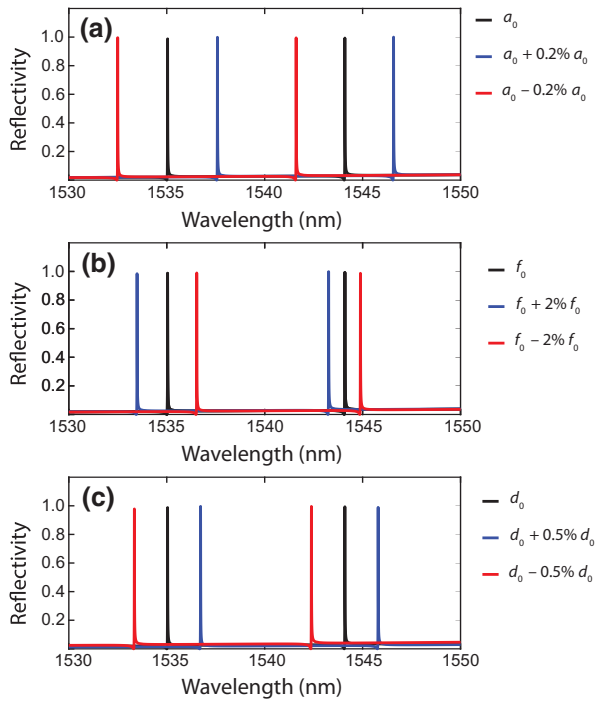 (a)
Reflectivity
1.0
0.8
0.6
0.4
0.2
1530 1535 1540 1545 1550
Wavelength (nm)
a₀
a₀ + 0.2% a₀
a₀ – 0.2% a₀
(b)
Reflectivity
1.0
0.8
0.6
0.4
0.2
1530 1535 1540 1545 1550
Wavelength (nm)
f₀
f₀ + 2% f₀
f₀ – 2% f₀
(c)
Reflectivity
1.0
0.8
0.6
0.4
0.2
1530 1535 1540 1545 1550
Wavelength (nm)
d₀
d₀ + 0.5% d₀
d₀ – 0.5% d₀